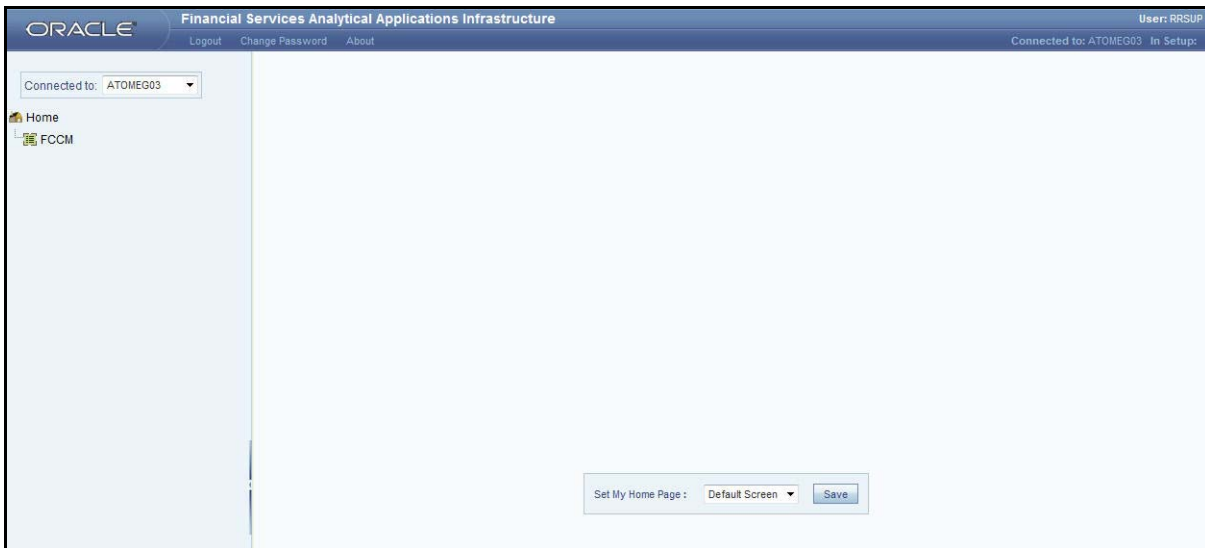 ORACLE
Financial Services Analytical Applications Infrastructure
User: RRSUP
Logout Change Password About
Connected to: ATOMEG03 In Setup:
Connected to: ATOMEG03
Home
FCCM
Set My Home Page : Default Screen Save